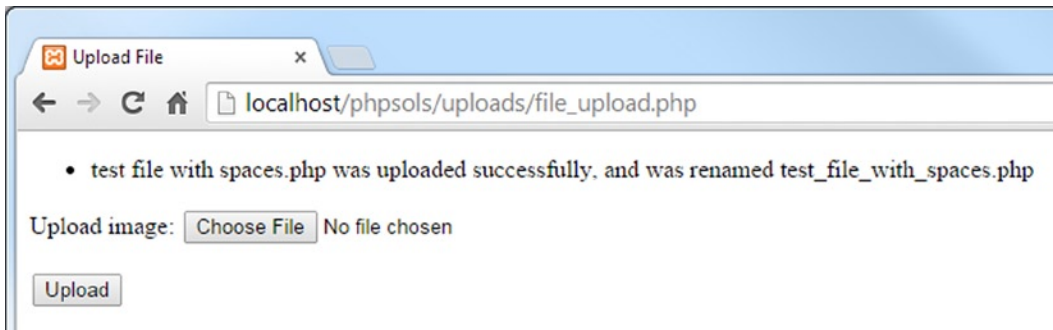 Upload File
localhost/phpsols/uploads/file_upload.php
test file with spaces.php was uploaded successfully, and was renamed test_file_with_spaces.php
Upload image: Choose File No file chosen
Upload